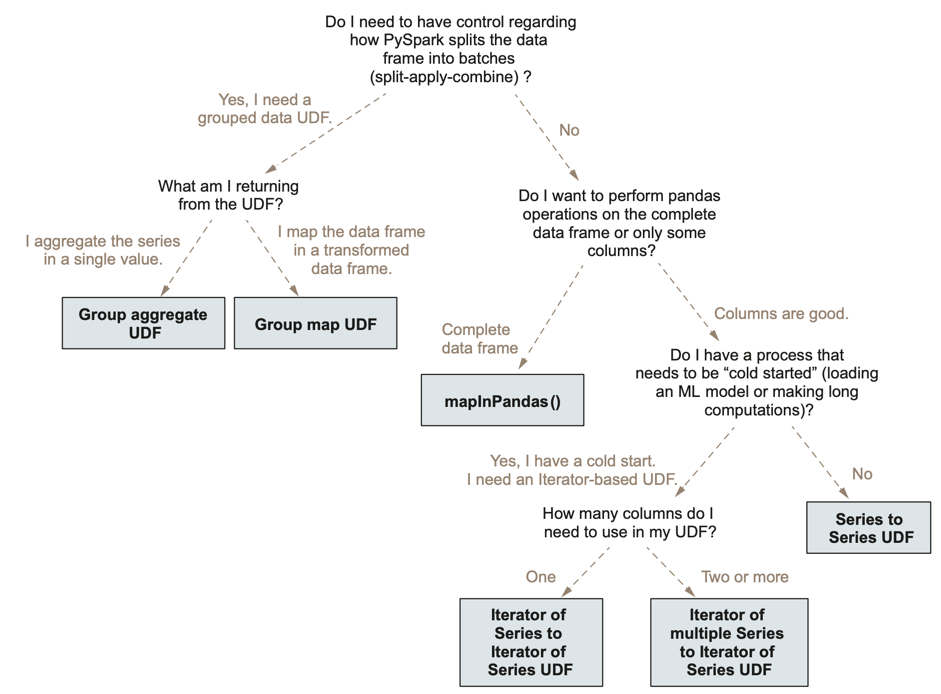 Do I need to have control regarding
how PySpark splits the data
frame into batches
(split-apply-combine) ?
Yes, I need a
grouped data UDF.
No
What am I returning
from the UDF?
Do I want to perform pandas
operations on the complete
data frame or only some
columns?
I aggregate the series
in a single value.
I map the data frame
in a transformed
data frame.
Group aggregate
UDF
Group map UDF
Complete
data frame
Columns are good.
mapInPandas()
Do I have a process that
needs to be “cold started” (loading
an ML model or making long
computations)?
Yes, I have a cold start.
I need an Iterator-based UDF.
No
How many columns do I
need to use in my UDF?
Series to
Series UDF
One
Two or more
Iterator of
Series to
Iterator of
Series UDF
Iterator of
multiple Series
to Iterator of
Series UDF